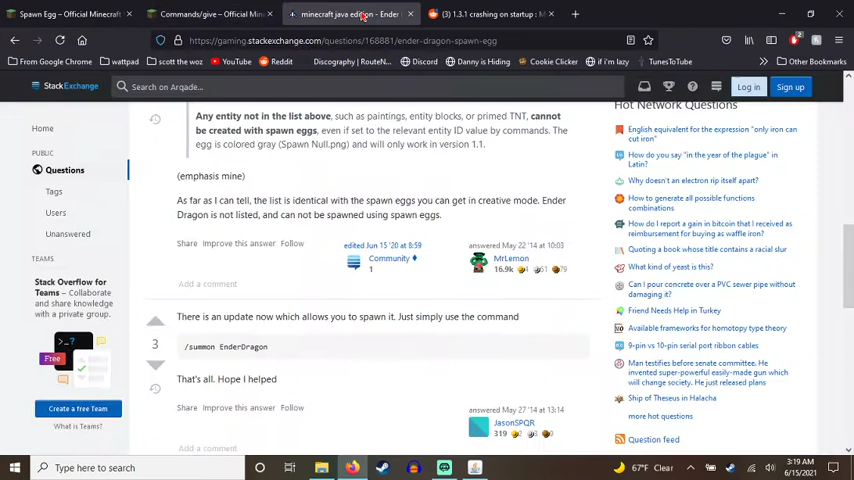 Spawn Egg – Official Minecraft
Commands/give – Official Min
minecraft java edition - Ender
(3) 1.3.1 crashing on startup : M
https://gaming.stackexchange.com/questions/168881/ender-dragon-spawn-egg
From Google Chrome
wattpad
scott the woz
YouTube
Reddit
Discography | RouteN...
Discord
Danny is Hiding
Cookie Clicker
if i'm lazy
TunesToTube
Other Bookmarks
StackExchange
Search on Arqade...
Log in
Sign up
Home
PUBLIC
Questions
Tags
Users
Unanswered
TEAMS
Stack Overflow for
Teams – Collaborate
and share knowledge
with a private group.
Free
Create a free Team
What is Teams?
Any entity not in the list above, such as paintings, entity blocks, or primed TNT, cannot
be created with spawn eggs, even if set to the relevant entity ID value by commands. The
egg is colored gray (Spawn Null.png) and will only work in version 1.1.
(emphasis mine)
As far as I can tell, the list is identical with the spawn eggs you can get in creative mode. Ender
Dragon is not listed, and can not be spawned using spawn eggs.
Share Improve this answer Follow
edited Jun 15 '20 at 8:59
Community
1
answered May 22 '14 at 10:03
MrLemon
16.9k 4 51 79
Add a comment
There is an update now which allows you to spawn it. Just simply use the command
3
/summon EnderDragon
That's all. Hope I helped
Share Improve this answer Follow
answered May 27 '14 at 13:14
JasonSPQR
319
Add a comment
Hot Network Questions
English equivalent for the expression "only iron can
cut iron"
How do you say "in the year of the plague" in
Latin?
Why doesn't an electron rip itself apart?
How to generate all possible functions
combinations
How do I report a gain in bitcoin that I received as
reimbursement for buying as waffle iron?
Quoting a book whose title contains a racial slur
What kind of yeast is this?
Can I pour concrete over a PVC sewer pipe without
damaging it?
Friend Needs Help in Turkey
Available frameworks for homotopy type theory
9-pin vs 10-pin serial port ribbon cables
Man testifies before senate committee. He
invented super-powerful easily-made gun which
will change society. He just released plans
Ship of Theseus in Halacha
more hot questions
Question feed
Type here to search
67°F Clear
3:19 AM
6/15/2021